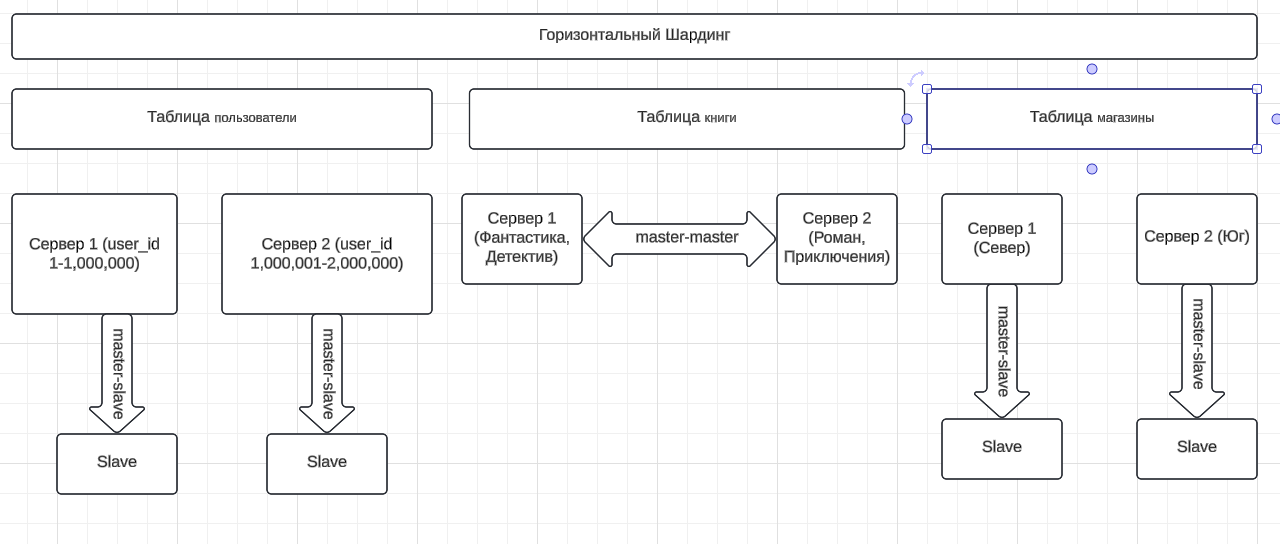 Горизонтальный Шардинг
Таблица пользователи
Таблица книги
Таблица магазины
Сервер 1 (user_id
1-1,000,000)
Сервер 2 (user_id
1,000,001-2,000,000)
Сервер 1
(Фантастика,
Детектив)
master-master
Сервер 2
(Роман,
Приключения)
Сервер 1
(Север)
Сервер 2 (Юг)
master-slave
master-slave
master-slave
master-slave
Slave
Slave
Slave
Slave